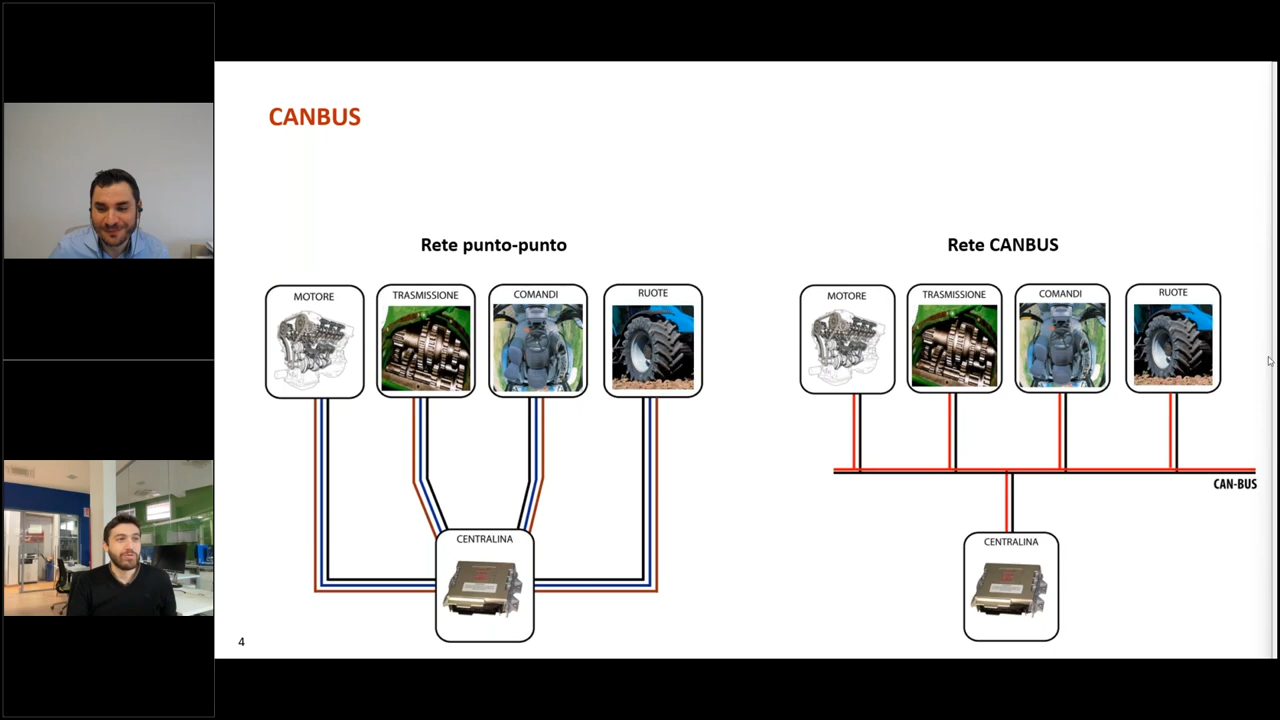 CANBUS
Rete punto-punto
Rete CANBUS
MOTORE
TRASMISSIONE
COMANDI
RUOTE
MOTORE
TRASMISSIONE
COMANDI
RUOTE
CAN-BUS
CENTRALINA
CENTRALINA
4